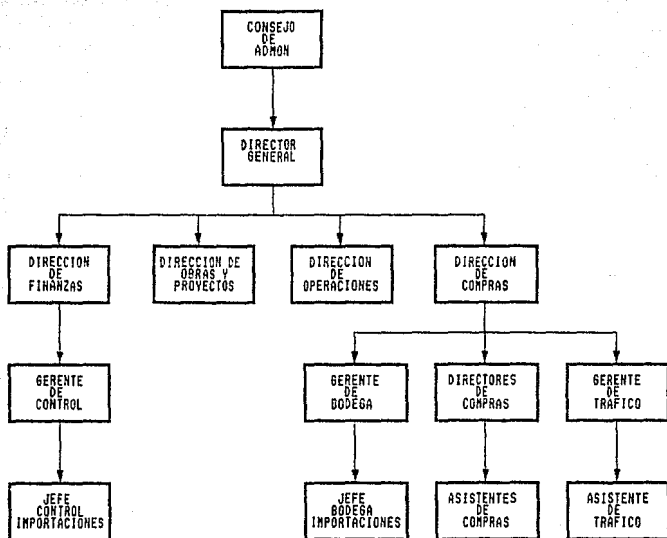 CONSEJO
DE
ADMON
DIRECTOR
GENERAL
DIRECCION
DE
FINANZAS
DIRECCION DE
OBRAS Y
PROYECTOS
DIRECCION
DE
OPERACIONES
DIRECCION
DE
COMPRAS
GERENTE
DE
CONTROL
GERENTE
DE
BODEGA
DIRECTORES
DE
COMPRAS
GERENTE
DE
TRAFICO
JEFE
CONTROL
IMPORTACIONES
JEFE
BODEGA
IMPORTACIONES
ASISTENTES
DE
COMPRAS
ASISTENTE
DE
TRAFICO